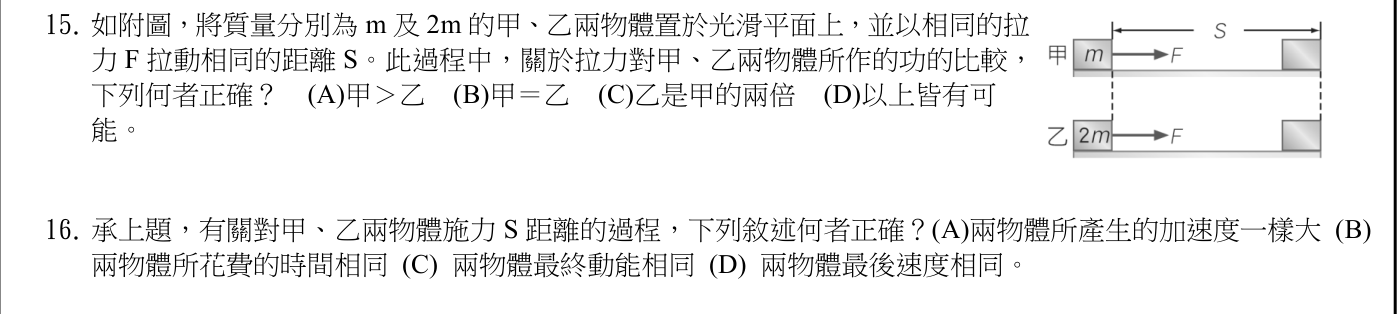 15. 如附圖，將質量分別為 m 及 2m 的甲、乙兩物體置於光滑平面上，並以相同的拉
力 F 拉動相同的距離 S。此過程中，關於拉力對甲、乙兩物體所作的功的比較，
下列何者正確？ (A)甲＞乙 (B)甲＝乙 (C)乙是甲的兩倍 (D)以上皆有可
能。
S
甲 m F
乙 2m F
16. 承上題，有關對甲、乙兩物體施力 S 距離的過程，下列敘述何者正確？(A)兩物體所產生的加速度一樣大 (B)
兩物體所花費的時間相同 (C) 兩物體最終動能相同 (D) 兩物體最後速度相同。